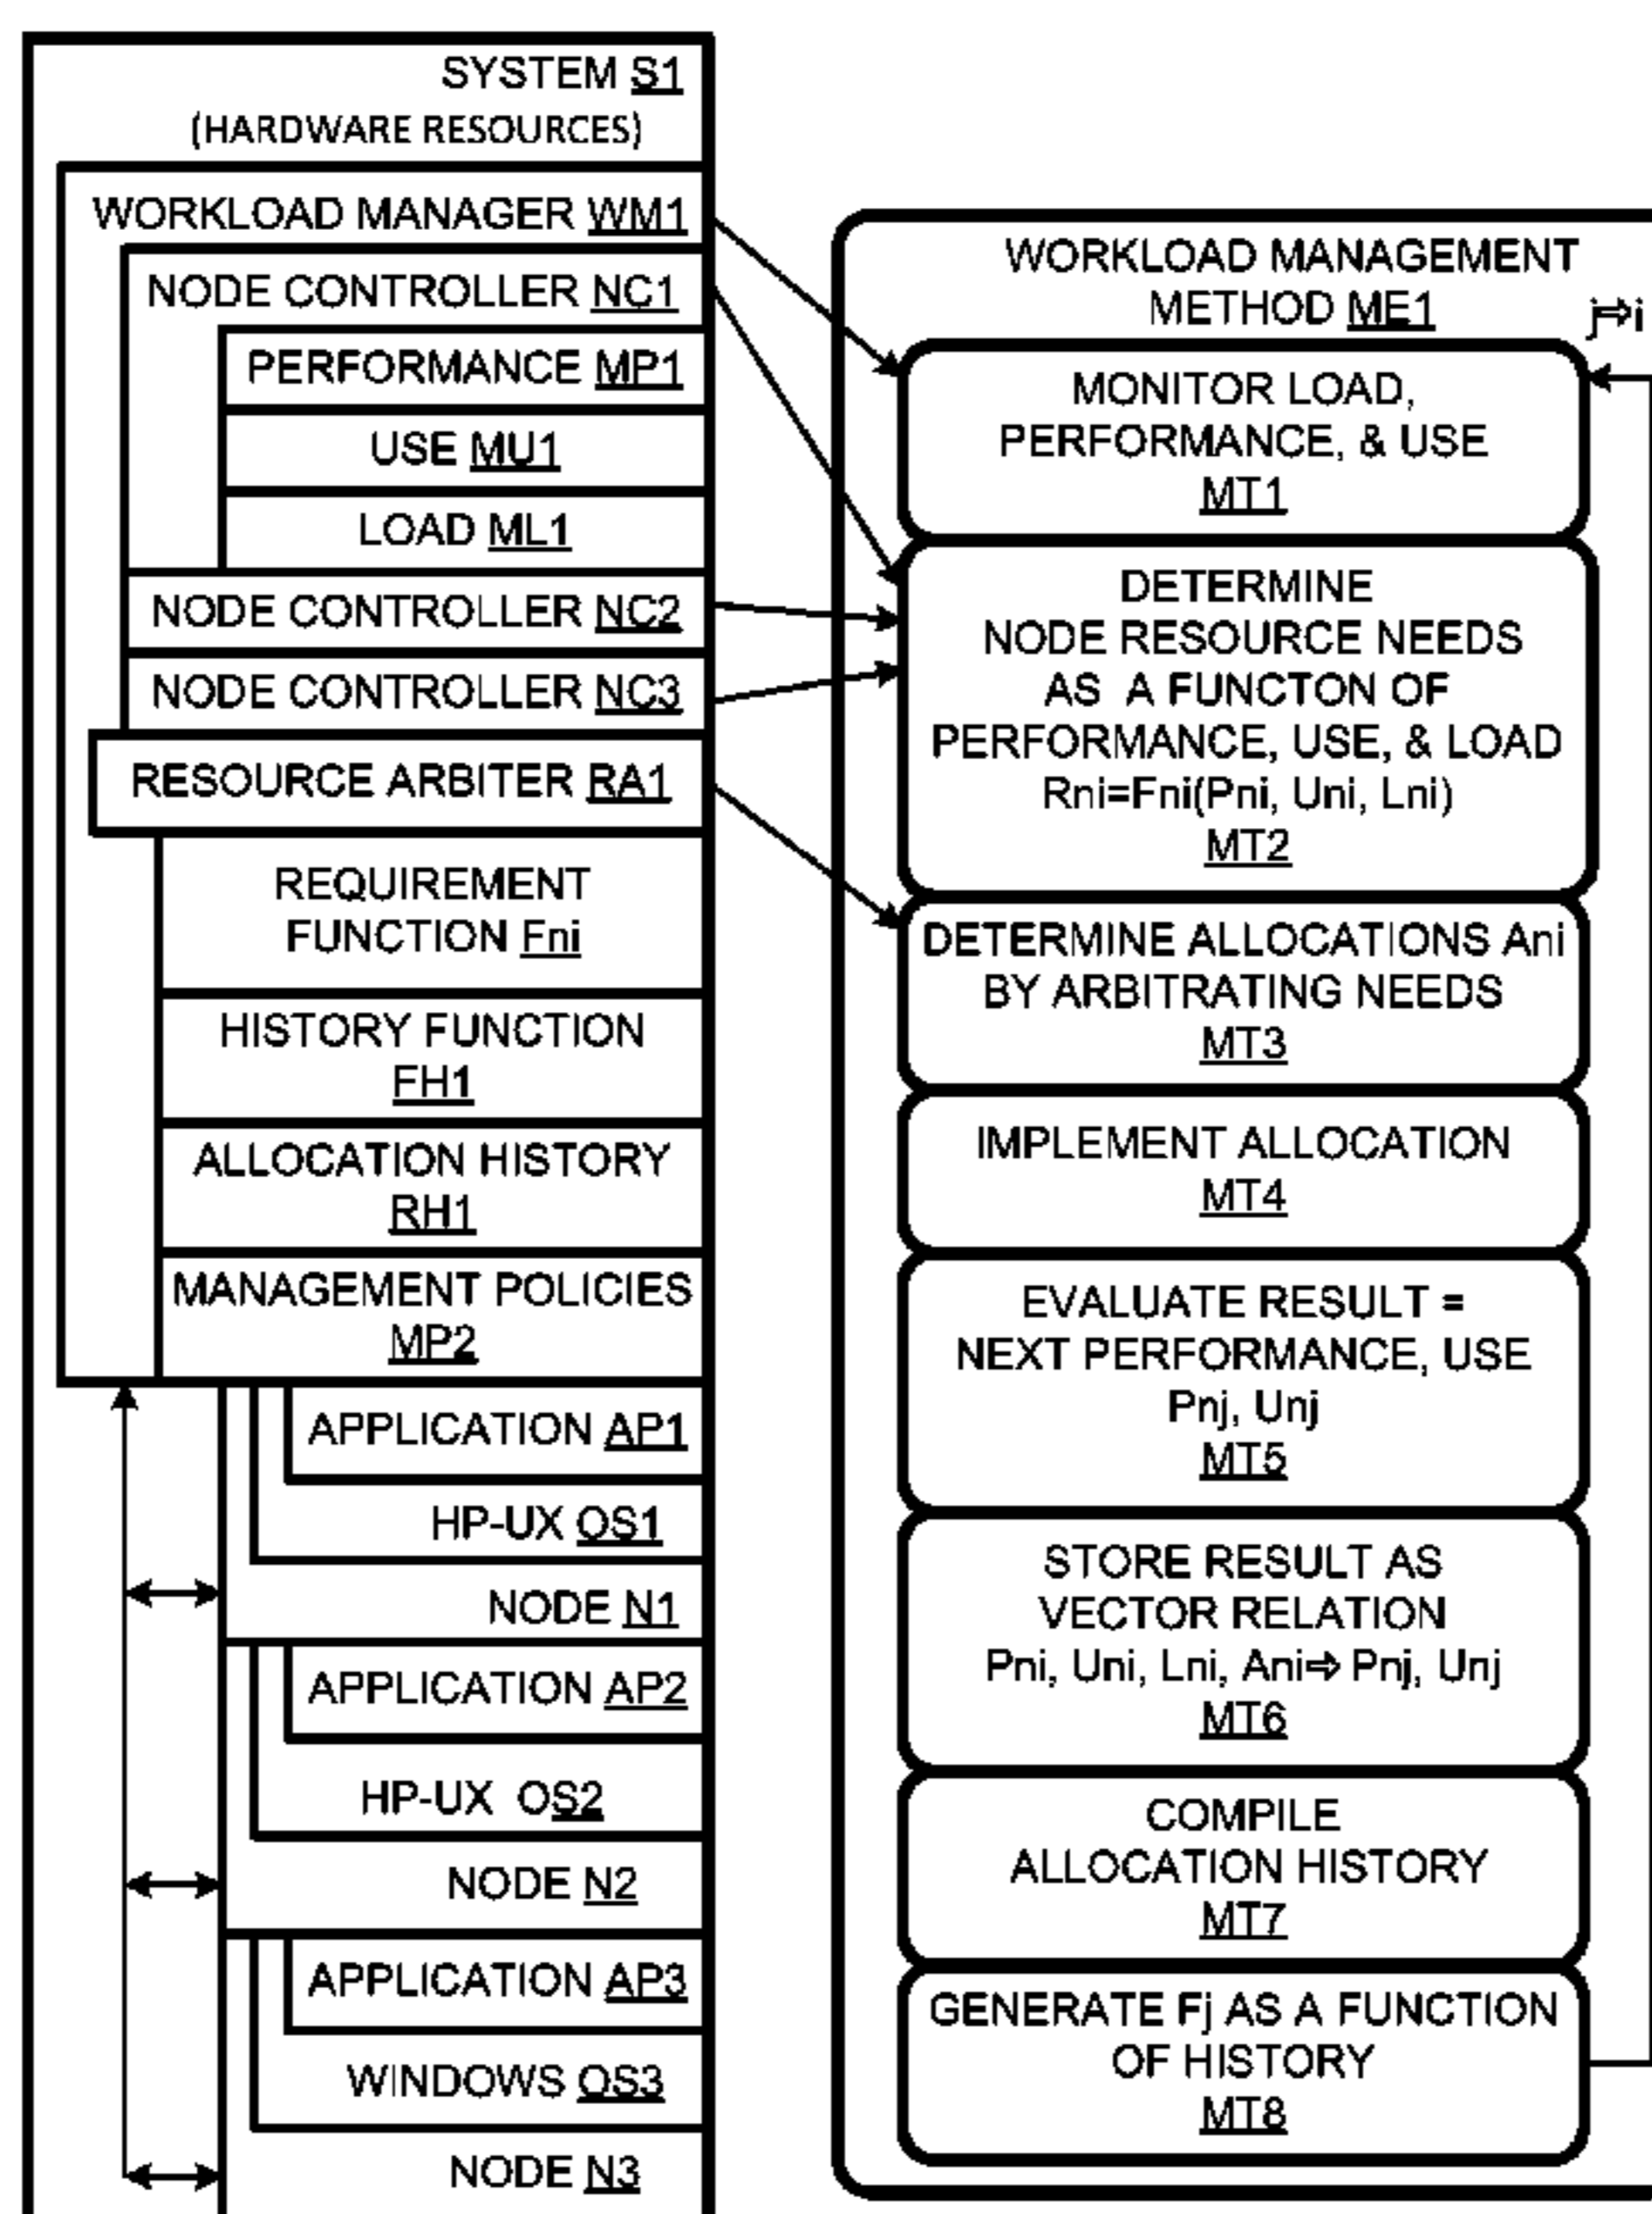 SYSTEM S1
(HARDWARE RESOURCES)
WORKLOAD MANAGER WM1
NODE CONTROLLER NC1
PERFORMANCE MP1
USE MU1
LOAD ML1
NODE CONTROLLER NC2
NODE CONTROLLER NC3
RESOURCE ARBITER RA1
REQUIREMENT
FUNCTION Fni
HISTORY FUNCTION
FH1
ALLOCATION HISTORY
RH1
MANAGEMENT POLICIES
MP2
APPLICATION AP1
HP-UX OS1
NODE N1
APPLICATION AP2
HP-UX OS2
NODE N2
APPLICATION AP3
WINDOWS OS3
NODE N3
WORKLOAD MANAGEMENT
METHOD ME1
j⇒i
MONITOR LOAD,
PERFORMANCE, & USE
MT1
DETERMINE
NODE RESOURCE NEEDS
AS A FUNCTON OF
PERFORMANCE, USE, & LOAD
Rni=Fni(Pni, Uni, Lni)
MT2
DETERMINE ALLOCATIONS Ani
BY ARBITRATING NEEDS
MT3
IMPLEMENT ALLOCATION
MT4
EVALUATE RESULT =
NEXT PERFORMANCE, USE
Pnj, Unj
MT5
STORE RESULT AS
VECTOR RELATION
Pni, Uni, Lni, Ani⇒ Pnj, Unj
MT6
COMPILE
ALLOCATION HISTORY
MT7
GENERATE Fj AS A FUNCTION
OF HISTORY
MT8